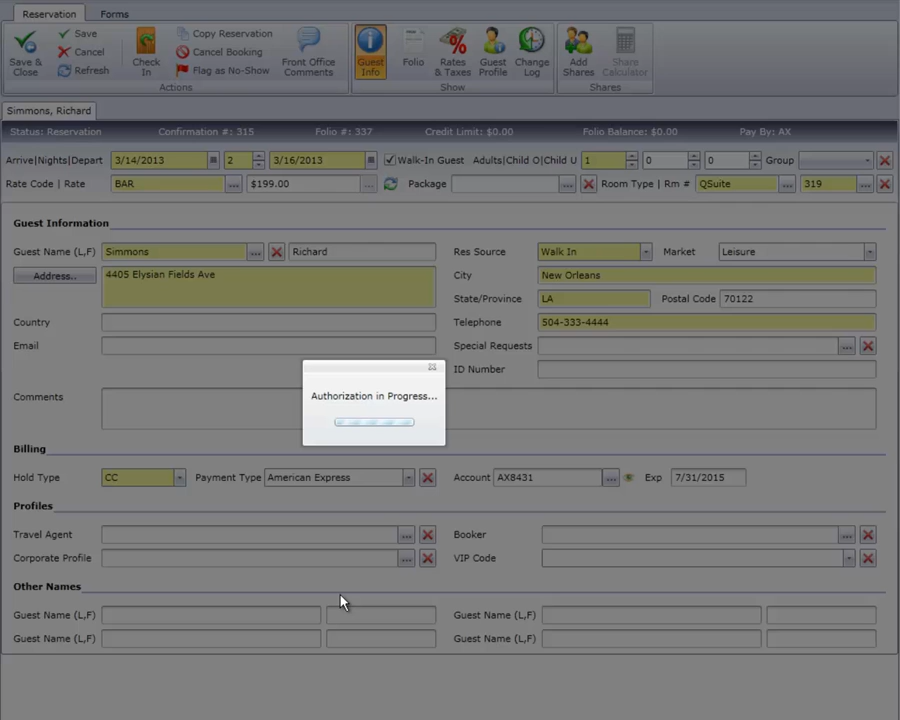 Reservation Forms
Save & Close
Save
Cancel
Refresh
Check In
Copy Reservation
Cancel Booking
Flag as No-Show
Front Office Comments
Actions
Guest Info
Folio
Rates & Taxes
Guest Profile
Change Log
Show
Add Shares
Share Calculator
Shares
Simmons, Richard
Status: Reservation Confirmation #: 315 Folio #: 337 Credit Limit: $0.00 Folio Balance: $0.00 Pay By: AX
Arrive|Nights|Depart 3/14/2013 2 3/16/2013 Walk-In Guest Adults|Child O|Child U 1 0 0 Group
Rate Code | Rate BAR ... $199.00 ... Package ... Room Type | Rm # QSuite ... 319 ...
Guest Information
Guest Name (L,F) Simmons ... Richard Res Source Walk In Market Leisure
Address.. 4405 Elysian Fields Ave City New Orleans
State/Province LA Postal Code 70122
Country Telephone 504-333-4444
Email Special Requests ...
ID Number
Comments
Authorization in Progress...
Billing
Hold Type CC Payment Type American Express Account AX8431 ... Exp 7/31/2015
Profiles
Travel Agent ... Booker ...
Corporate Profile ... VIP Code
Other Names
Guest Name (L,F) Guest Name (L,F)
Guest Name (L,F) Guest Name (L,F)